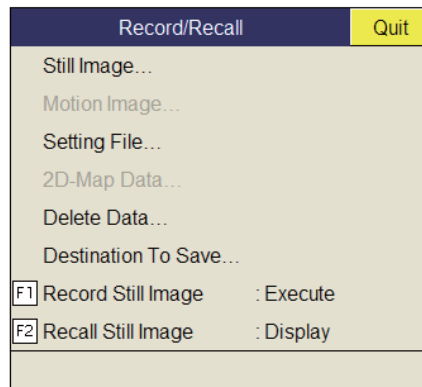 Record/Recall Quit
Still Image...
Motion Image...
Setting File...
2D-Map Data...
Delete Data...
Destination To Save...
F1 Record Still Image : Execute
F2 Recall Still Image : Display